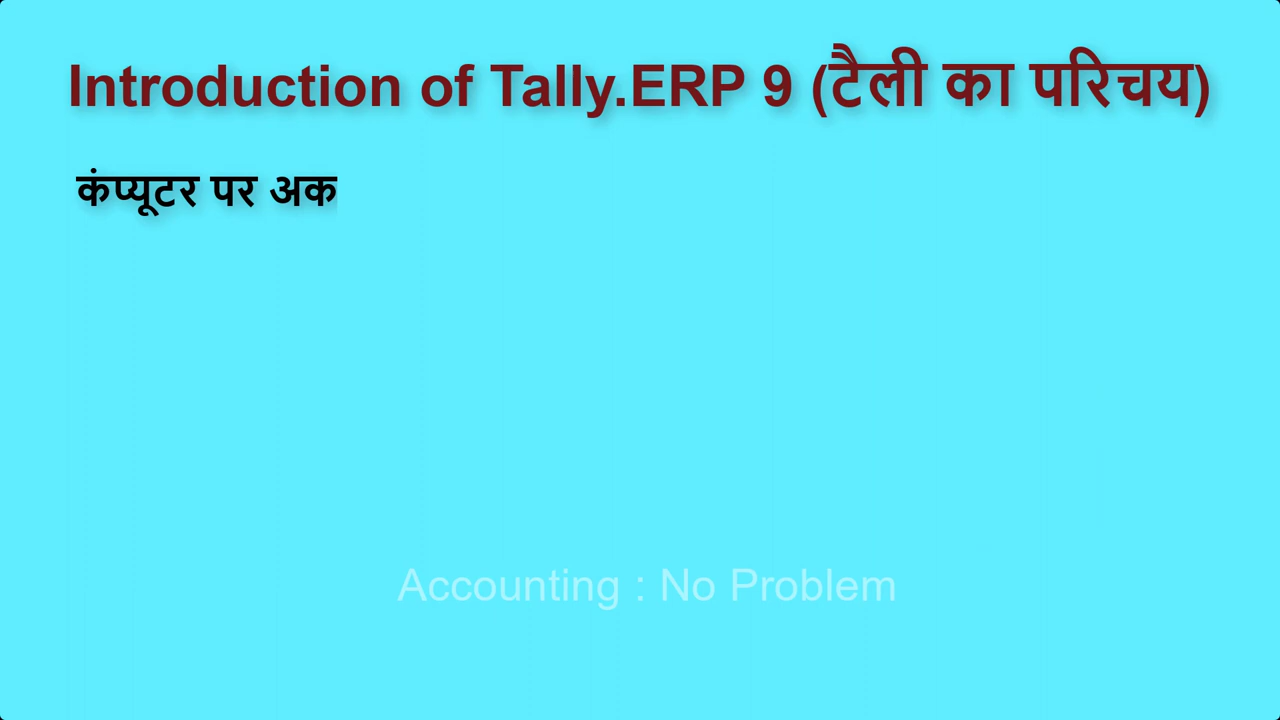 Introduction of Tally.ERP 9 (टैली का परिचय)
कंप्यूटर पर अक
Accounting : No Problem